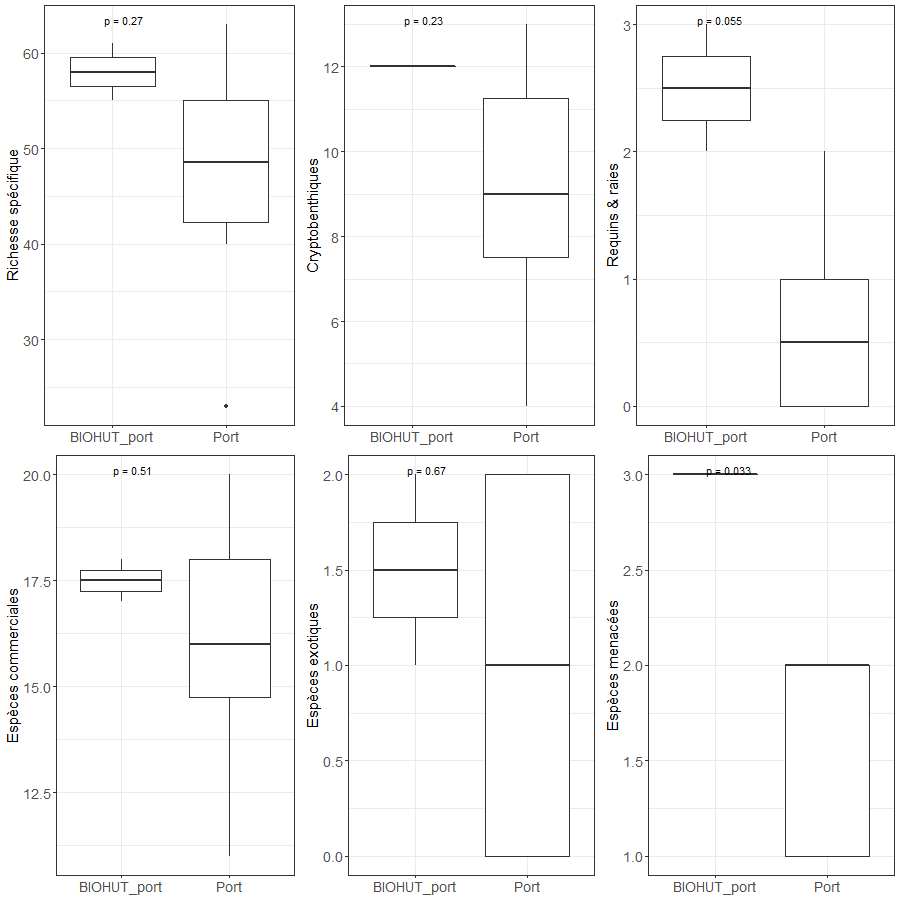 p = 0.27
60
50
40
30
Richesse spécifique
BIOHUT_port
Port
p = 0.23
12
10
8
6
4
Cryptobenthiques
BIOHUT_port
Port
p = 0.055
3
2
1
0
Requins & raies
BIOHUT_port
Port
p = 0.51
20.0
17.5
15.0
12.5
Espèces commerciales
BIOHUT_port
Port
p = 0.67
2.0
1.5
1.0
0.5
0.0
Espèces exotiques
BIOHUT_port
Port
p = 0.033
3.0
2.5
2.0
1.5
1.0
Espèces menacées
BIOHUT_port
Port